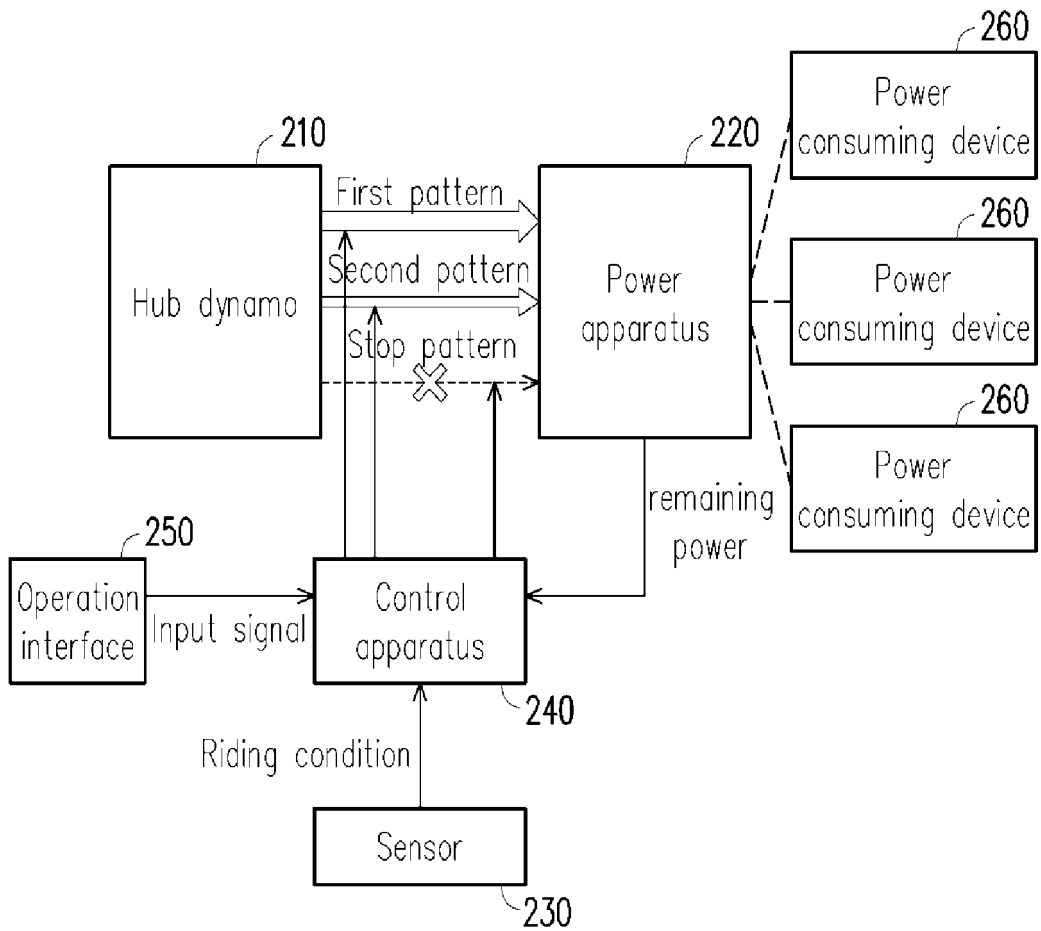 260
Power
consuming device
210
220
Hub dynamo
First pattern
Second pattern
Stop pattern
Power
apparatus
260
Power
consuming device
260
Power
consuming device
remaining
power
250
Operation
interface
Input signal
Control
apparatus
240
Riding condition
Sensor
230